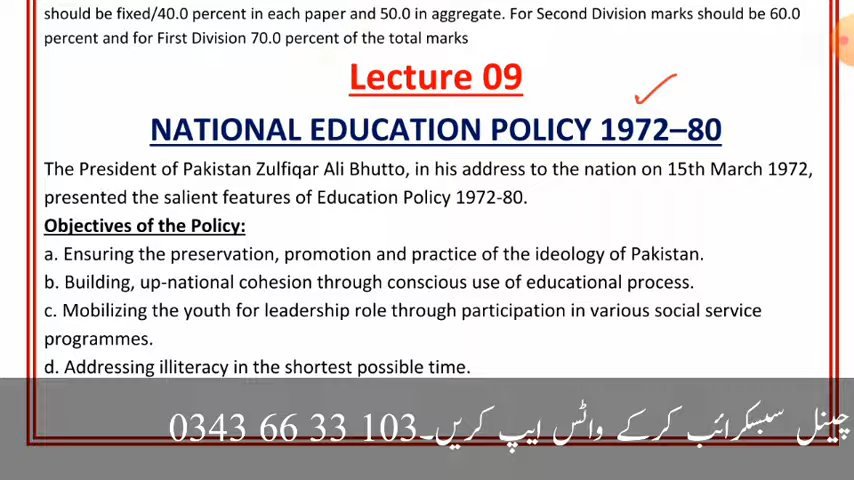 should be fixed/40.0 percent in each paper and 50.0 in aggregate. For Second Division marks should be 60.0
percent and for First Division 70.0 percent of the total marks
Lecture 09
NATIONAL EDUCATION POLICY 1972–80
The President of Pakistan Zulfiqar Ali Bhutto, in his address to the nation on 15th March 1972,
presented the salient features of Education Policy 1972-80.
Objectives of the Policy:
a. Ensuring the preservation, promotion and practice of the ideology of Pakistan.
b. Building, up-national cohesion through conscious use of educational process.
c. Mobilizing the youth for leadership role through participation in various social service
programmes.
d. Addressing illiteracy in the shortest possible time.
چینل سبسکرائب کرکے واٹس ایپ کریں۔103 33 66 0343